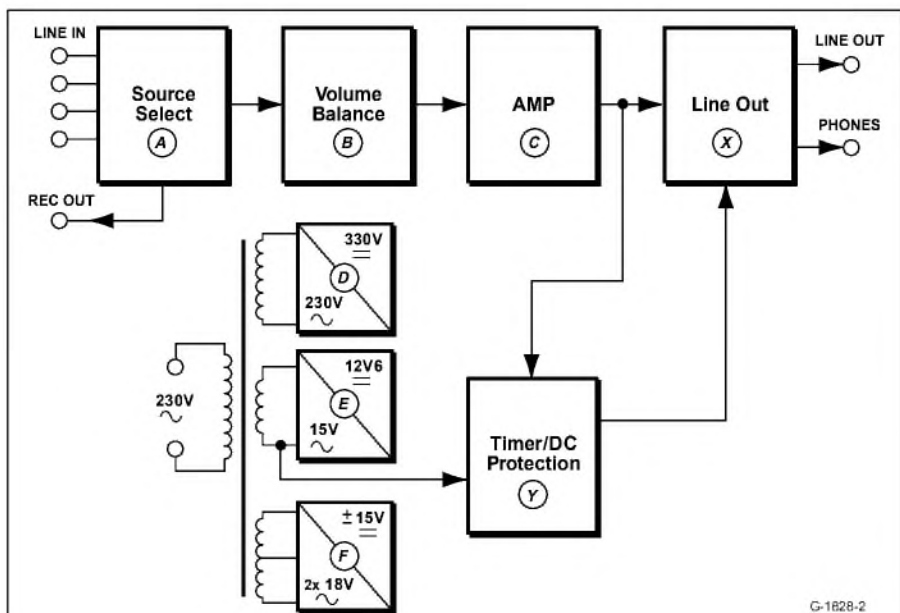 LINE IN
Source
Select
A
REC OUT
Volume
Balance
B
AMP
C
Line Out
X
LINE OUT
PHONES
330V
D
230V
12V6
E
15V
230V
± 15V
F
2x 18V
Timer/DC
Protection
Y
G-1828-2